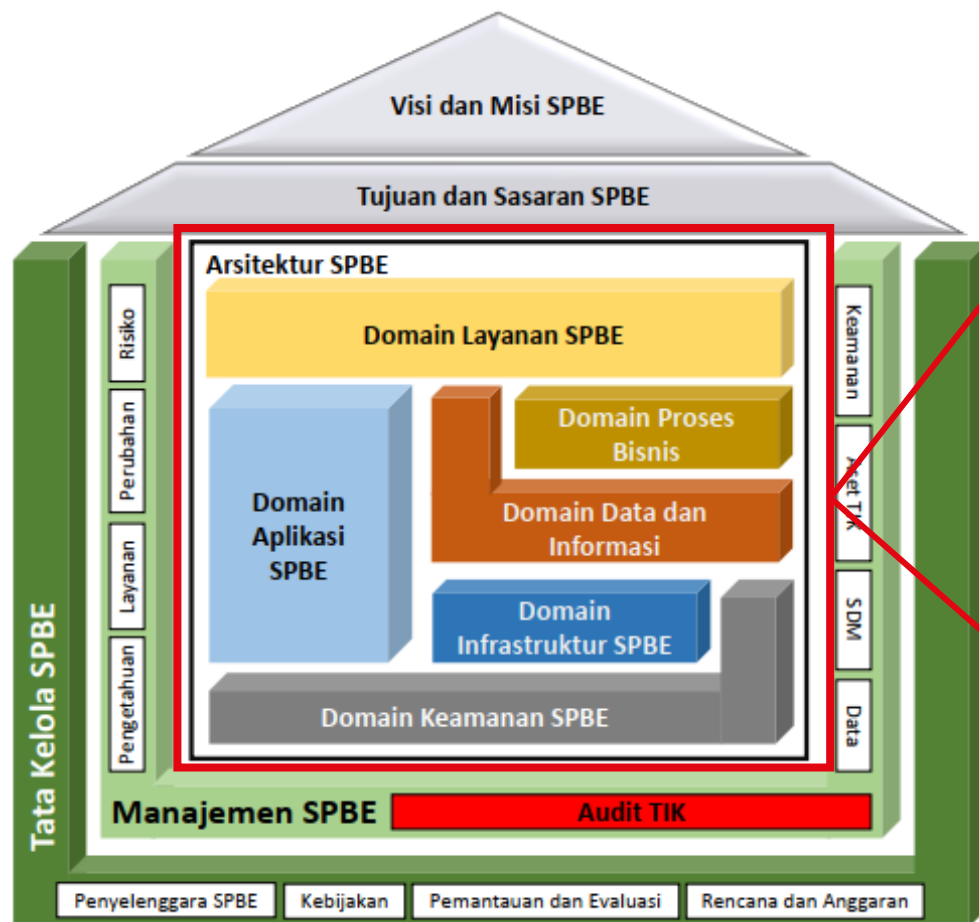 Visi dan Misi SPBE
Tujuan dan Sasaran SPBE
Arsitektur SPBE
Domain Layanan SPBE
Domain Aplikasi SPBE
Domain Proses
Bisnis
Domain Data dan
Informasi
Domain
Infrastruktur SPBE
Domain Keamanan SPBE
Risiko
Perubahan
Layanan
Pengetahuan
Keamanan
Aset TIK
SDM
Data
Manajemen SPBE
Audit TIK
Tata Kelola SPBE
Penyelenggara SPBE
Kebijakan
Pemantauan dan Evaluasi
Rencana dan Anggaran